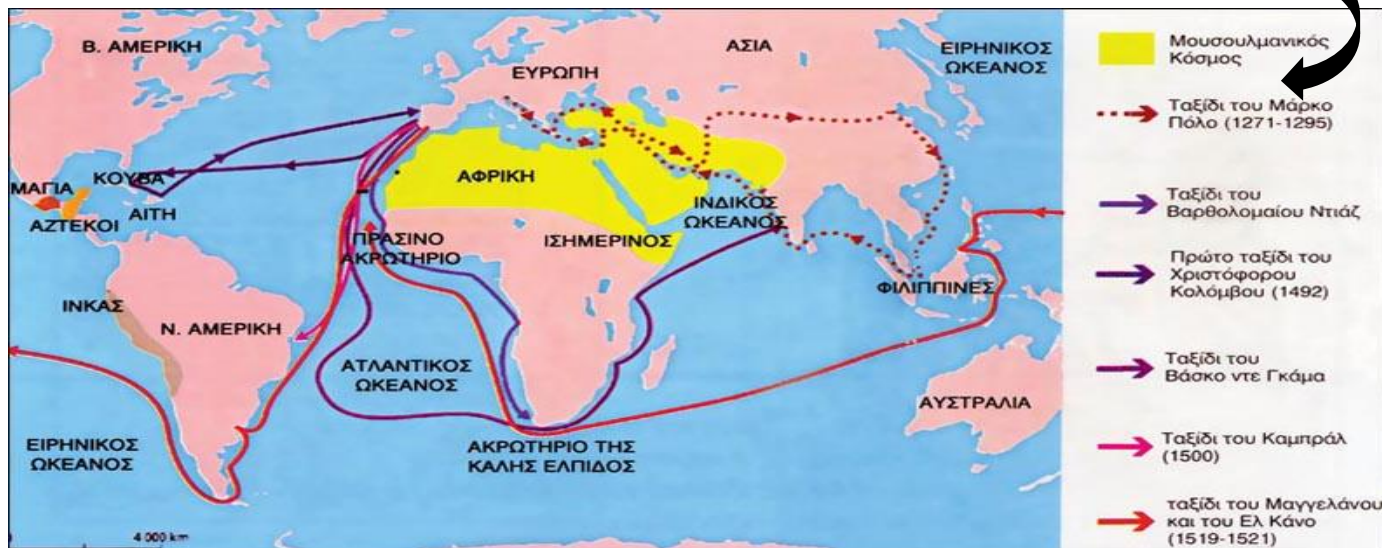 Β. ΑΜΕΡΙΚΗ
ΑΣΙΑ
ΕΙΡΗΝΙΚΟΣ
ΩΚΕΑΝΟΣ
ΕΥΡΩΠΗ
ΜΑΓΙΑ
ΚΟΥΒΑ
ΑΖΤΕΚΟΙ
ΑΪΤΗ
ΑΦΡΙΚΗ
ΙΝΔΙΚΟΣ
ΩΚΕΑΝΟΣ
ΠΡΑΣΙΝΟ
ΑΚΡΩΤΗΡΙΟ
ΙΣΗΜΕΡΙΝΟΣ
ΦΙΛΙΠΠΙΝΕΣ
ΙΝΚΑΣ
Ν. ΑΜΕΡΙΚΗ
ΑΤΛΑΝΤΙΚΟΣ
ΩΚΕΑΝΟΣ
ΑΥΣΤΡΑΛΙΑ
ΕΙΡΗΝΙΚΟΣ
ΩΚΕΑΝΟΣ
ΑΚΡΩΤΗΡΙΟ ΤΗΣ
ΚΑΛΗΣ ΕΛΠΙΔΟΣ
4 000 km
Μουσουλμανικός
Κόσμος
Ταξίδι του Μάρκο
Πόλο (1271-1295)
Ταξίδι του
Βαρθολομαίου Ντιάζ
Πρώτο ταξίδι του
Χριστόφορου
Κολόμβου (1492)
Ταξίδι του
Βάσκο ντε Γκάμα
Ταξίδι του Καμπράλ
(1500)
ταξίδι του Μαγγελάνου
και του Ελ Κάνο
(1519-1521)